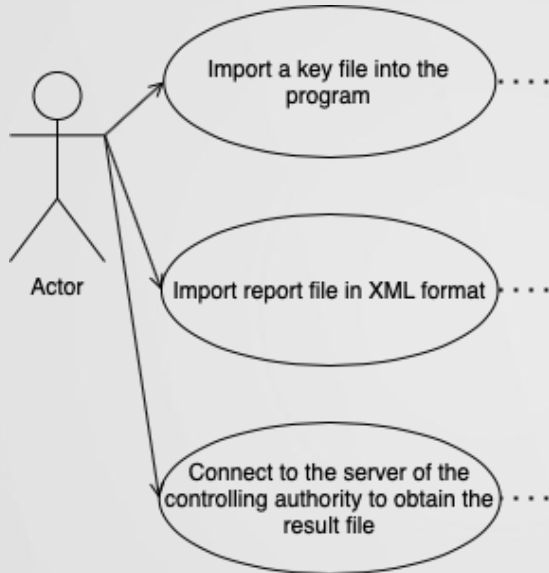 Import a key file into the
program
Actor
Import report file in XML format
Connect to the server of the
controlling authority to obtain the
result file